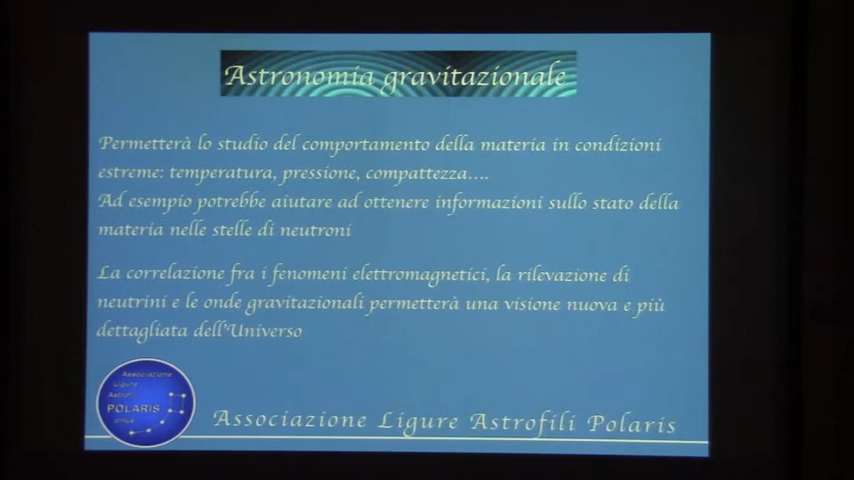 Astronomia gravitazionale
Permetterà lo studio del comportamento della materia in condizioni
estreme: temperatura, pressione, compattezza....
Ad esempio potrebbe aiutare ad ottenere informazioni sullo stato della
materia nelle stelle di neutroni
La correlazione fra i fenomeni elettromagnetici, la rilevazione di
neutrini e le onde gravitazionali permetterà una visione nuova e più
dettagliata dell'Universo
Associazione
Ligure
Astrofili
POLARIS
Associazione Ligure Astrofili Polaris